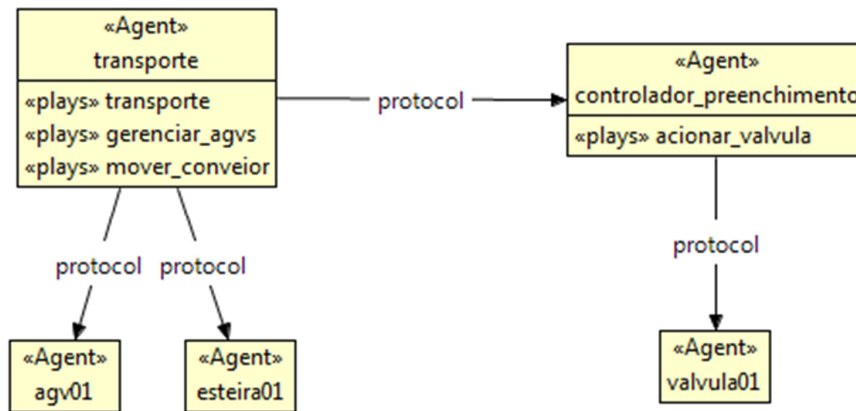 «Agent»
transporte
«plays» transporte
«plays» gerenciar_agvs
«plays» mover_conveior
protocol
«Agent»
controlador_preenchimento
«plays» acionar_valvula
protocol
protocol
protocol
«Agent»
agv01
«Agent»
esteira01
«Agent»
valvula01